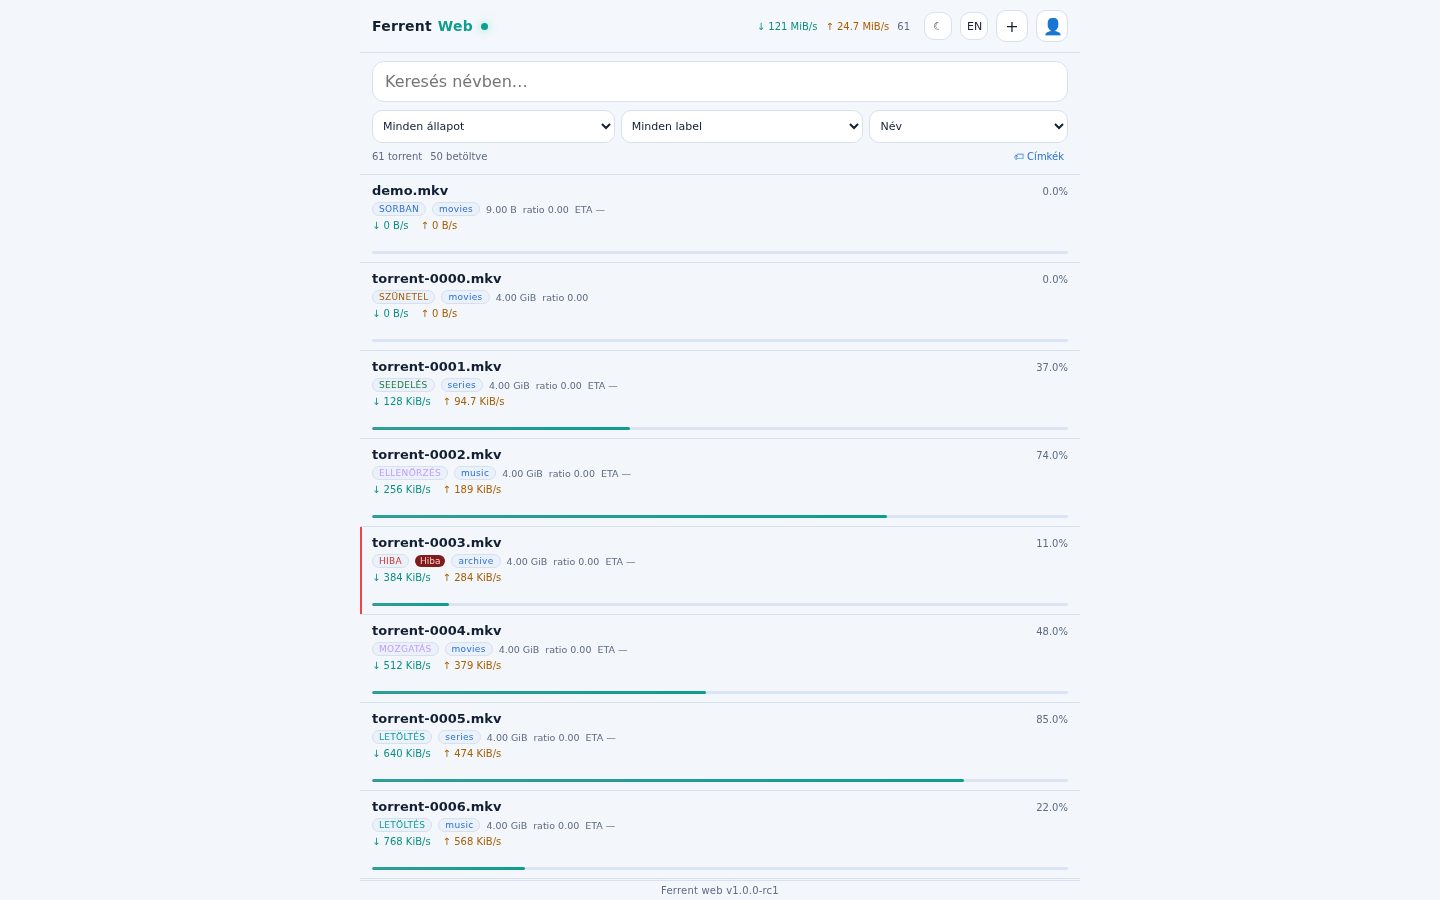 Ferrent Web ↓ 121 MiB/s ↑ 24.7 MiB/s 61 EN +
Keresés névben...
Minden állapot Minden label Név
61 torrent 50 betöltve Címkék
demo.mkv 0.0%
SORBAN movies 9.00 B ratio 0.00 ETA —
↓ 0 B/s ↑ 0 B/s
torrent-0000.mkv 0.0%
SZÜNETEL movies 4.00 GiB ratio 0.00
↓ 0 B/s ↑ 0 B/s
torrent-0001.mkv 37.0%
SEEDELÉS series 4.00 GiB ratio 0.00 ETA —
↓ 128 KiB/s ↑ 94.7 KiB/s
torrent-0002.mkv 74.0%
ELLENŐRZÉS music 4.00 GiB ratio 0.00 ETA —
↓ 256 KiB/s ↑ 189 KiB/s
torrent-0003.mkv 11.0%
HIBA Hiba archive 4.00 GiB ratio 0.00 ETA —
↓ 384 KiB/s ↑ 284 KiB/s
torrent-0004.mkv 48.0%
MOZGATÁS movies 4.00 GiB ratio 0.00 ETA —
↓ 512 KiB/s ↑ 379 KiB/s
torrent-0005.mkv 85.0%
LETÖLTÉS series 4.00 GiB ratio 0.00 ETA —
↓ 640 KiB/s ↑ 474 KiB/s
torrent-0006.mkv 22.0%
LETÖLTÉS music 4.00 GiB ratio 0.00 ETA —
↓ 768 KiB/s ↑ 568 KiB/s
Ferrent web v1.0.0-rc1